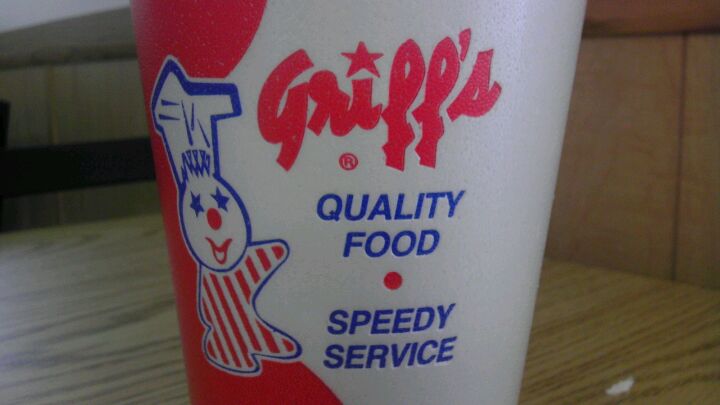 Griff's
®
QUALITY
FOOD
•
SPEEDY
SERVICE